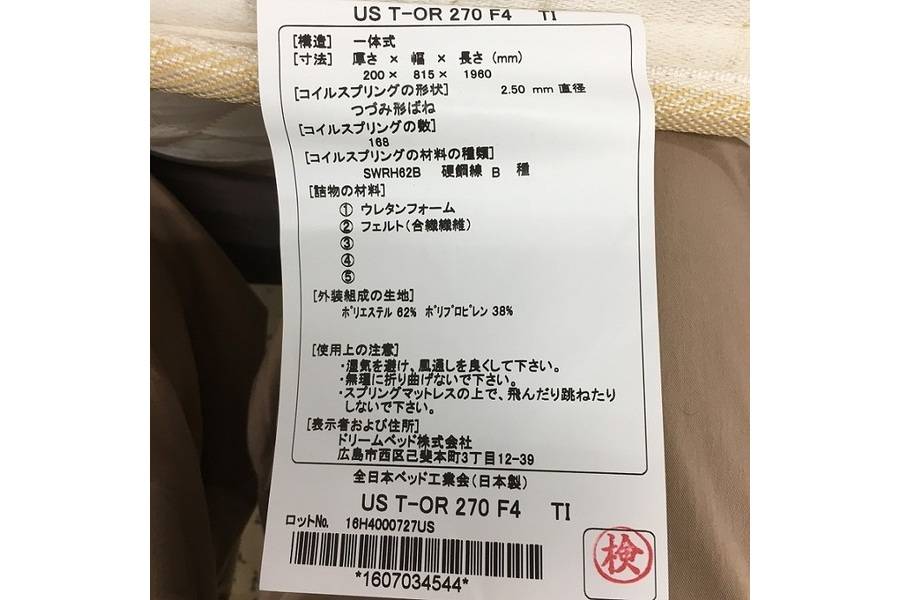 US T-OR 270 F4 TI
[構造] 一体式
[寸法] 厚さ × 幅 × 長さ (mm)
200 × 815 × 1960
[コイルスプリングの形状] 2.50 mm 直径
つづみ形ばね
[コイルスプリングの数]
168
[コイルスプリングの材料の種類]
SWRH62B 硬鋼線 B 種
[詰物の材料]
① ウレタンフォーム
② フェルト(合繊繊維)
③
④
⑤
[外装組成の生地]
ポリエステル 62% ポリプロピレン 38%
[使用上の注意]
・湿気を避け、風通しを良くして下さい。
・無理に折り曲げないで下さい。
・スプリングマットレスの上で、飛んだり跳ねたり
しないで下さい。
[表示者および住所]
ドリームベッド株式会社
広島市西区己斐本町3丁目12-39
全日本ベッド工業会(日本製)
US T-OR 270 F4 TI
ロットNo. 16H4000727US
*1607034544*
検